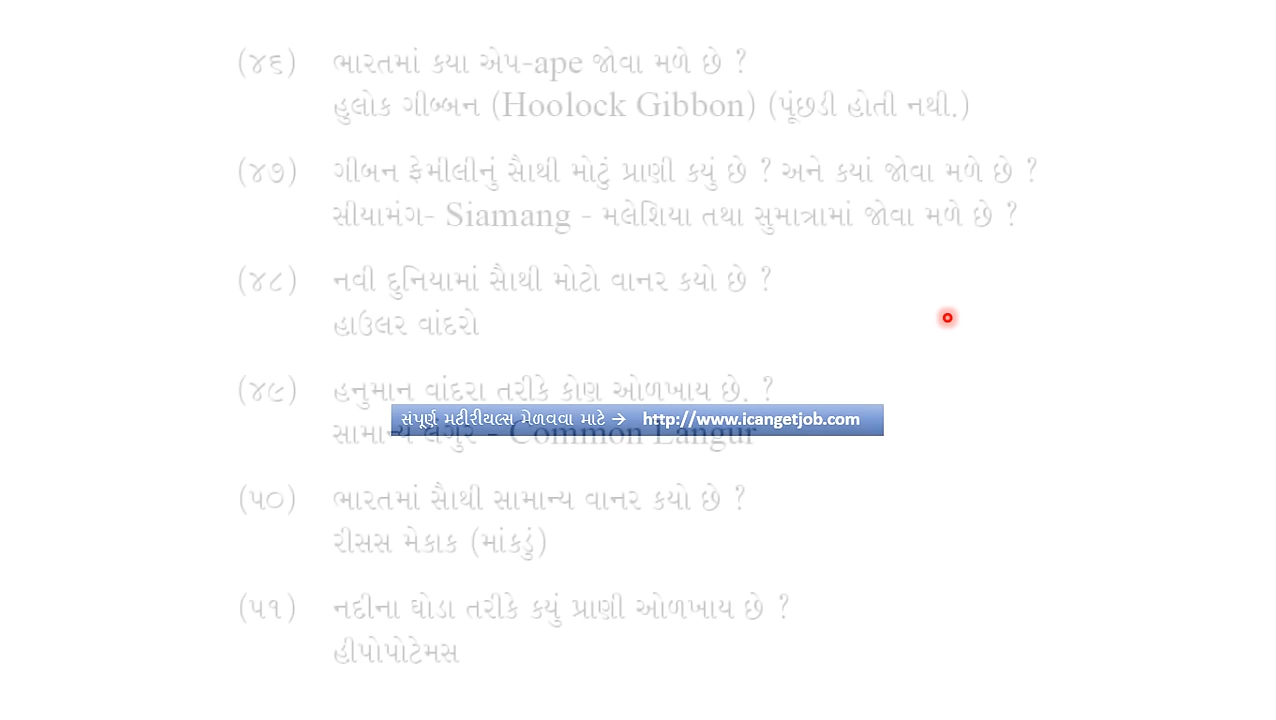 (૪૬) ભારતમાં કયા એપ-ape જોવા મળે છે ?
હુલોક ગીબ્બન (Hoolock Gibbon) (પૂંછડી હોતી નથી.)
(૪૭) ગીબન ફેમીલીનું સૌથી મોટું પ્રાણી કયું છે ? અને કયાં જોવા મળે છે ?
સીયામંગ- Siamang - મલેશિયા તથા સુમાત્રામાં જોવા મળે છે ?
(૪૮) નવી દુનિયામાં સૌથી મોટો વાનર કયો છે ?
હાઉલર વાંદરો
(૪૯) હનુમાન વાંદરા તરીકે કોણ ઓળખાય છે. ?
સંપૂર્ણ મટીરીયલ્સ મેળવવા માટે → http://www.icangetjob.com
સામાન્ય લંગુર - Common Langur
(૫૦) ભારતમાં સૌથી સામાન્ય વાનર કયો છે ?
રીસસ મેકાક (માંકડું)
(૫૧) નદીના ઘોડા તરીકે કયું પ્રાણી ઓળખાય છે ?
હીપોપોટેમસ